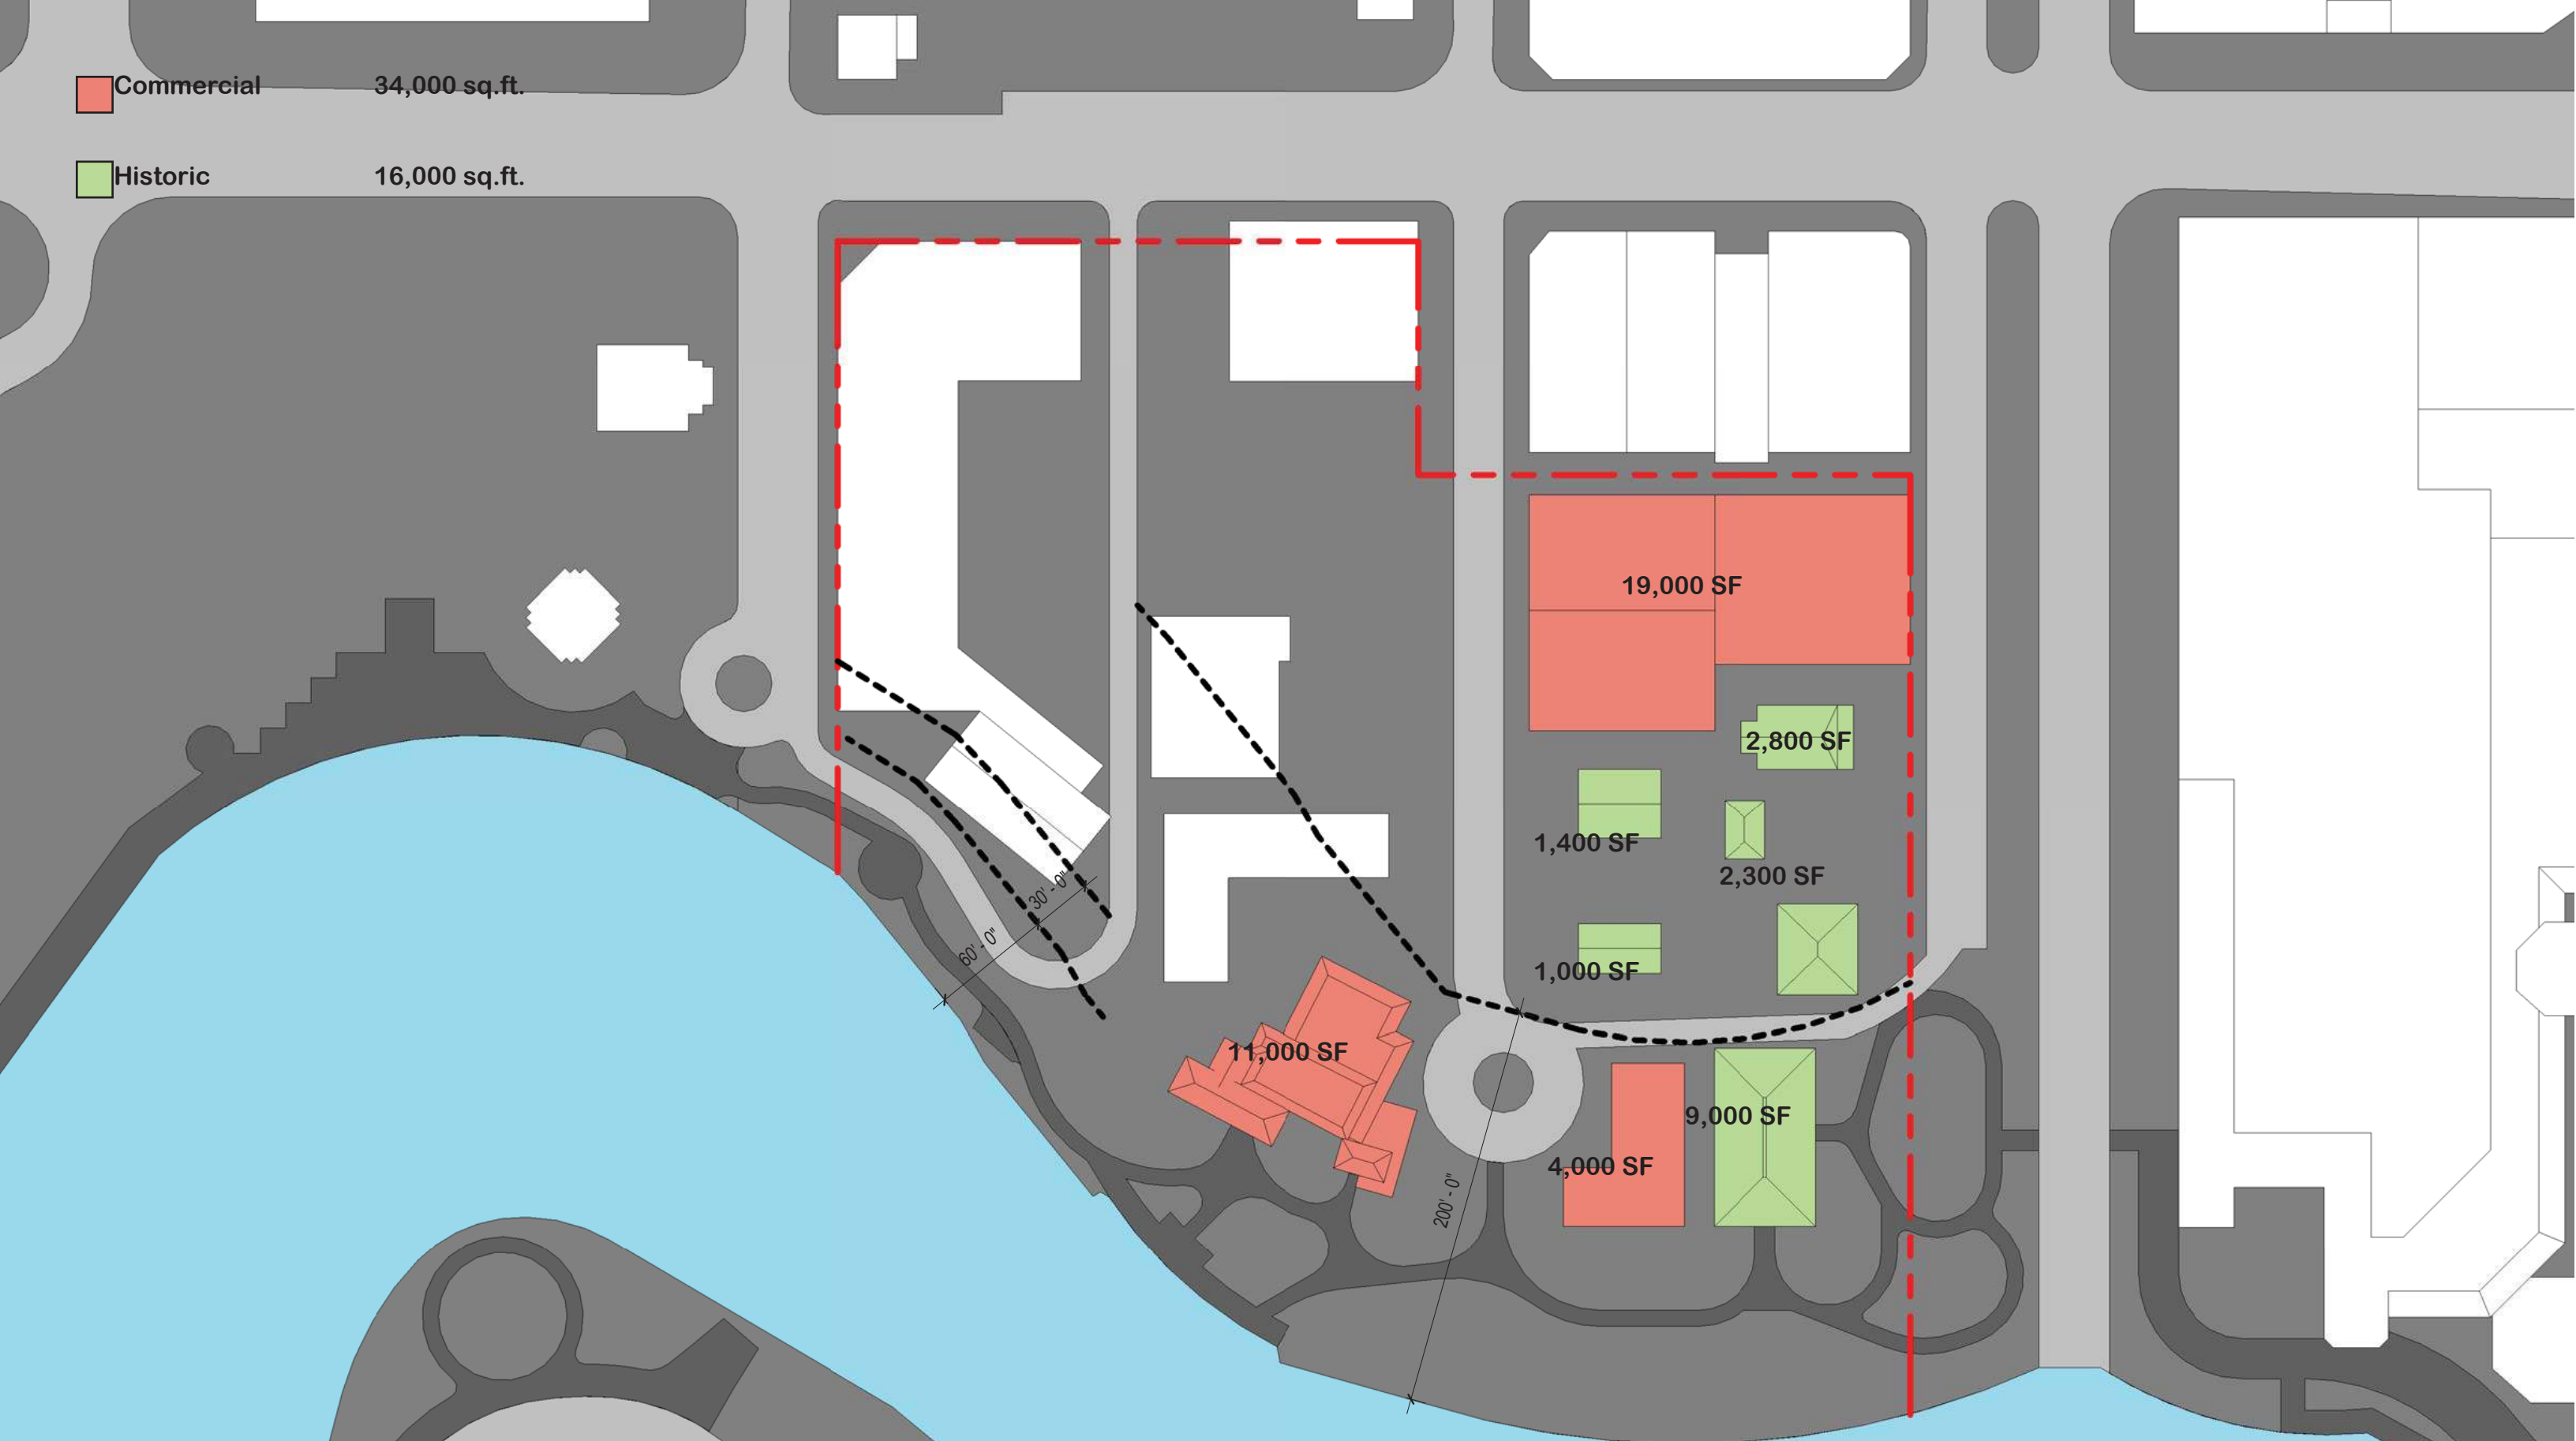 Commercial 34,000 sq.ft.
Historic 16,000 sq.ft.
19,000 SF
2,800 SF
1,400 SF
2,300 SF
30' - 0"
60' - 0"
1,000 SF
11,000 SF
9,000 SF
4,000 SF
200' - 0"